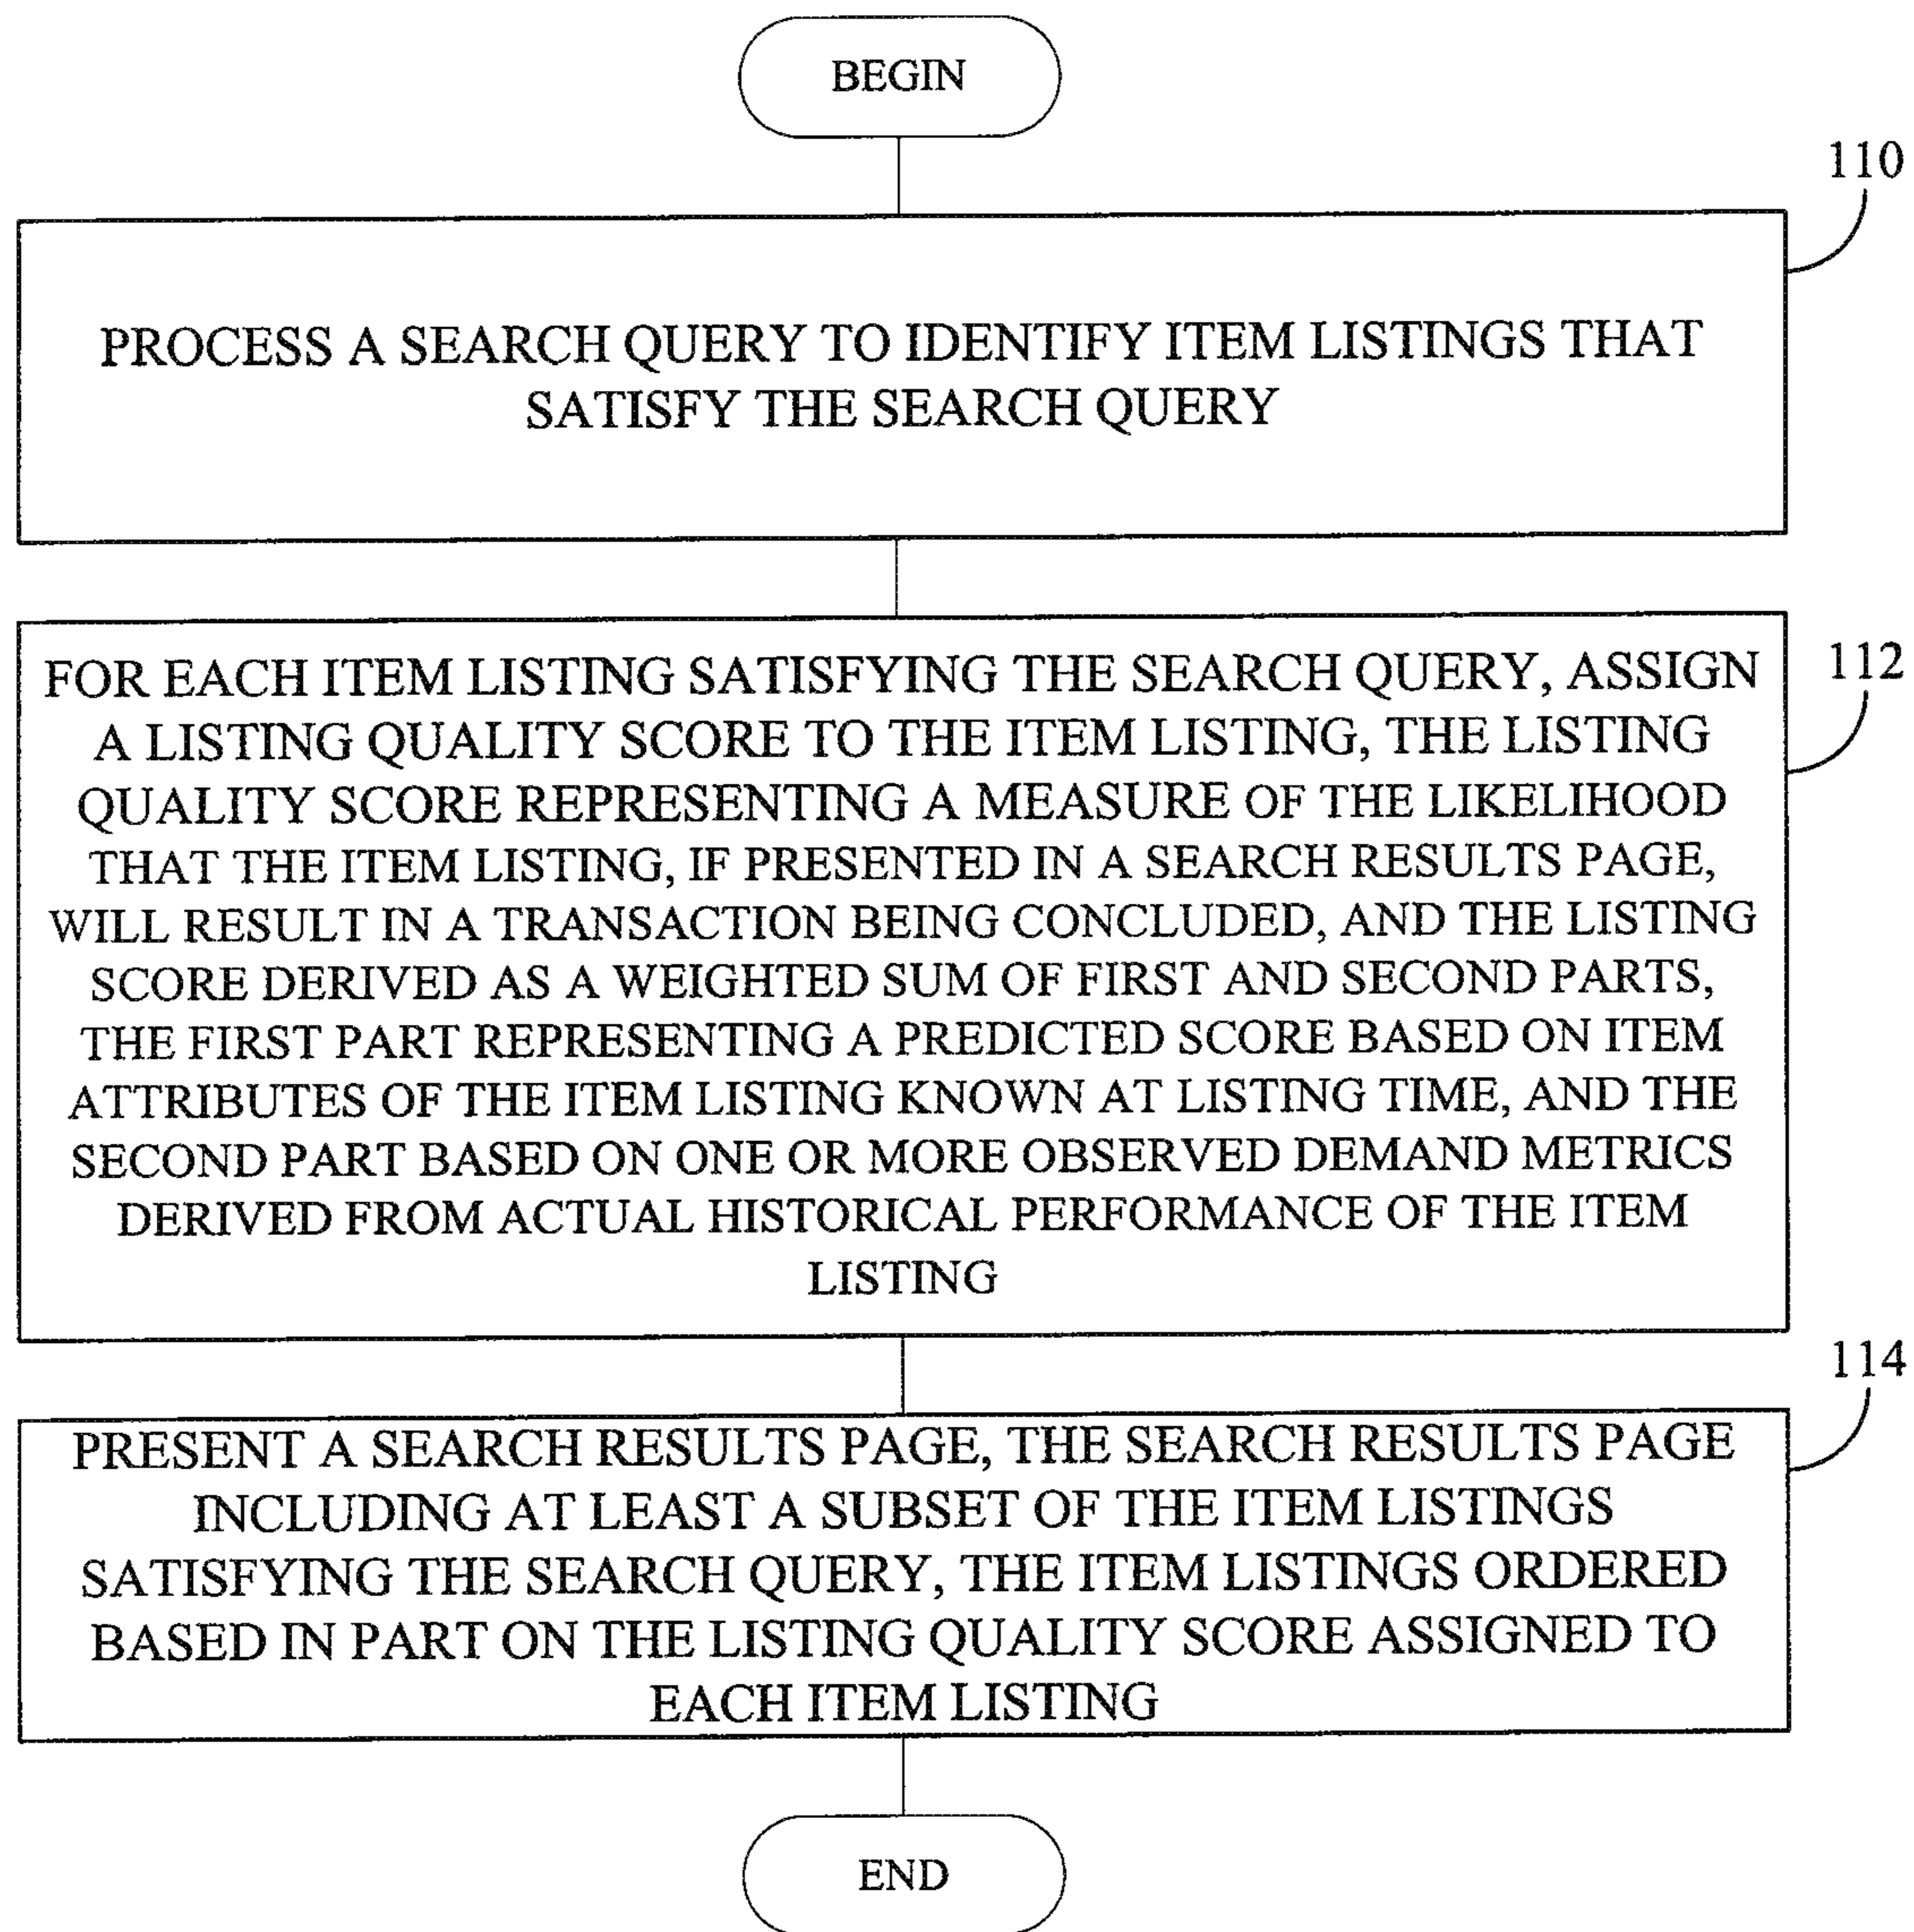 BEGIN
110
PROCESS A SEARCH QUERY TO IDENTIFY ITEM LISTINGS THAT
SATISFY THE SEARCH QUERY
112
FOR EACH ITEM LISTING SATISFYING THE SEARCH QUERY, ASSIGN
A LISTING QUALITY SCORE TO THE ITEM LISTING, THE LISTING
QUALITY SCORE REPRESENTING A MEASURE OF THE LIKELIHOOD
THAT THE ITEM LISTING, IF PRESENTED IN A SEARCH RESULTS PAGE,
WILL RESULT IN A TRANSACTION BEING CONCLUDED, AND THE LISTING
SCORE DERIVED AS A WEIGHTED SUM OF FIRST AND SECOND PARTS,
THE FIRST PART REPRESENTING A PREDICTED SCORE BASED ON ITEM
ATTRIBUTES OF THE ITEM LISTING KNOWN AT LISTING TIME, AND THE
SECOND PART BASED ON ONE OR MORE OBSERVED DEMAND METRICS
DERIVED FROM ACTUAL HISTORICAL PERFORMANCE OF THE ITEM
LISTING
114
PRESENT A SEARCH RESULTS PAGE, THE SEARCH RESULTS PAGE
INCLUDING AT LEAST A SUBSET OF THE ITEM LISTINGS
SATISFYING THE SEARCH QUERY, THE ITEM LISTINGS ORDERED
BASED IN PART ON THE LISTING QUALITY SCORE ASSIGNED TO
EACH ITEM LISTING
END